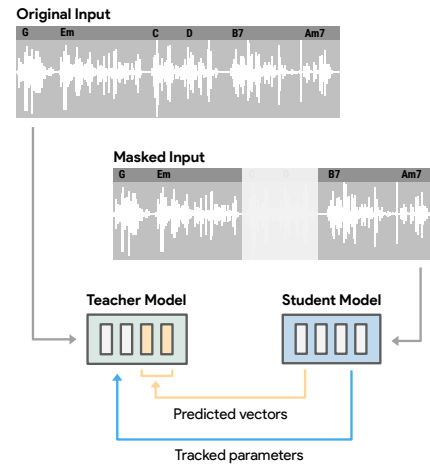 Original Input
G Em C D B7 Am7
Masked Input
G Em C D B7 Am7
Teacher Model Student Model
Predicted vectors
Tracked parameters